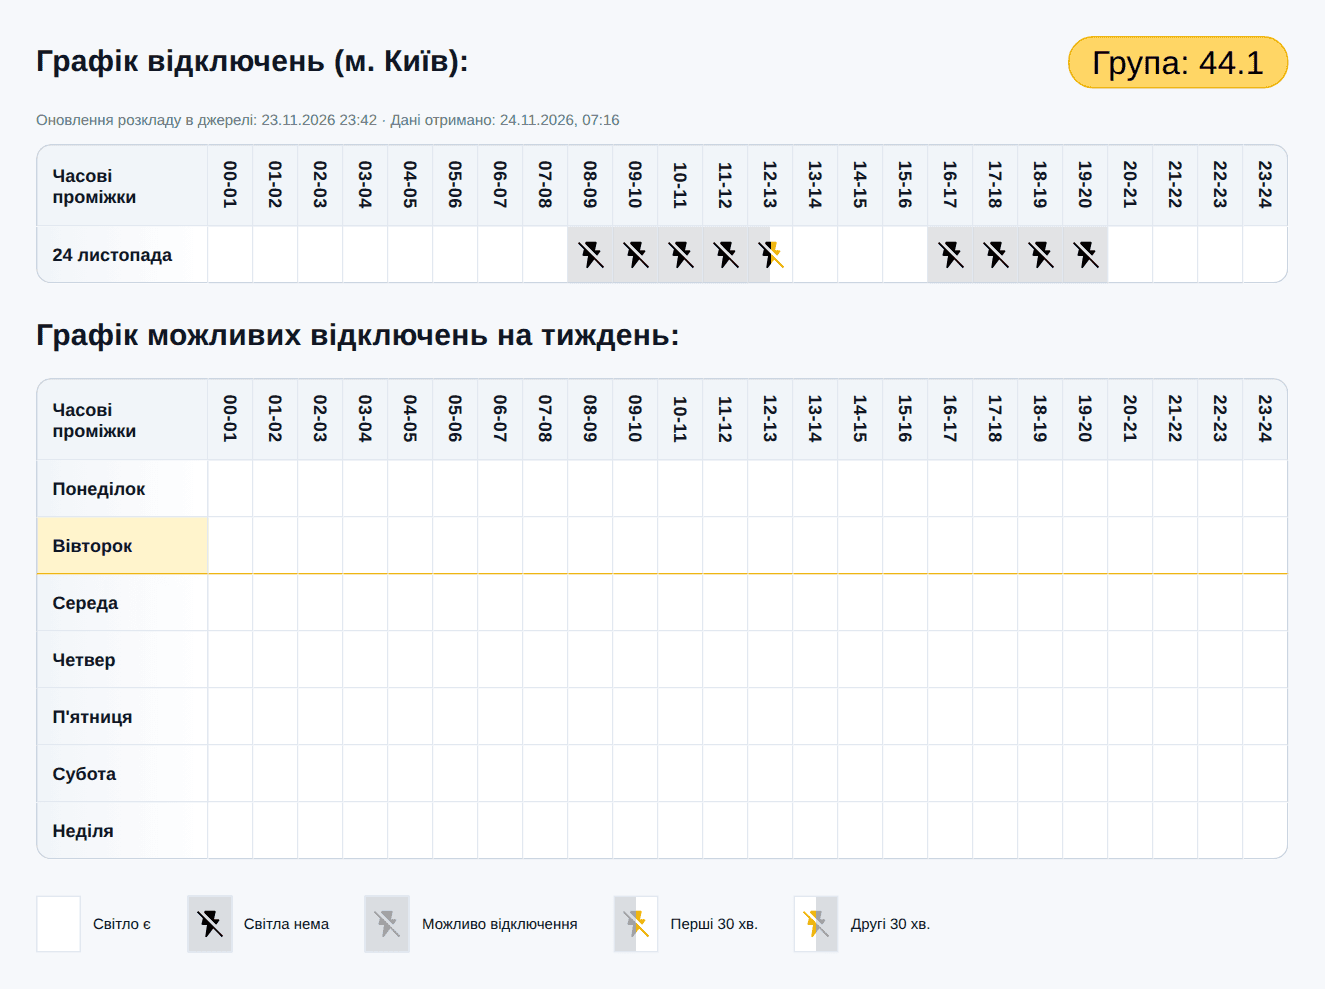 Графік відключень (м. Київ):
Група: 44.1
Оновлення розкладу в джерелі: 23.11.2026 23:42 · Дані отримано: 24.11.2026, 07:16
Часові проміжки 00-01 01-02 02-03 03-04 04-05 05-06 06-07 07-08 08-09 09-10 10-11 11-12 12-13 13-14 14-15 15-16 16-17 17-18 18-19 19-20 20-21 21-22 22-23 23-24
24 листопада
Графік можливих відключень на тиждень:
Часові проміжки 00-01 01-02 02-03 03-04 04-05 05-06 06-07 07-08 08-09 09-10 10-11 11-12 12-13 13-14 14-15 15-16 16-17 17-18 18-19 19-20 20-21 21-22 22-23 23-24
Понеділок
Вівторок
Середа
Четвер
П'ятниця
Субота
Неділя
Світло є Світла нема Можливо відключення Перші 30 хв. Другі 30 хв.